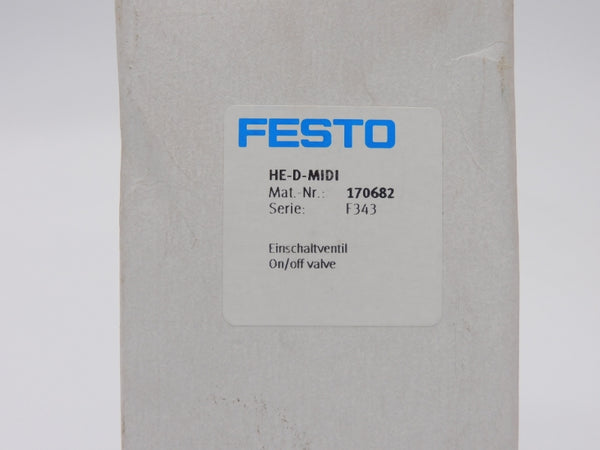 FESTO
HE-D-MIDI
Mat.-Nr.: 170682
Serie: F343
Einschaltventil
On/off valve